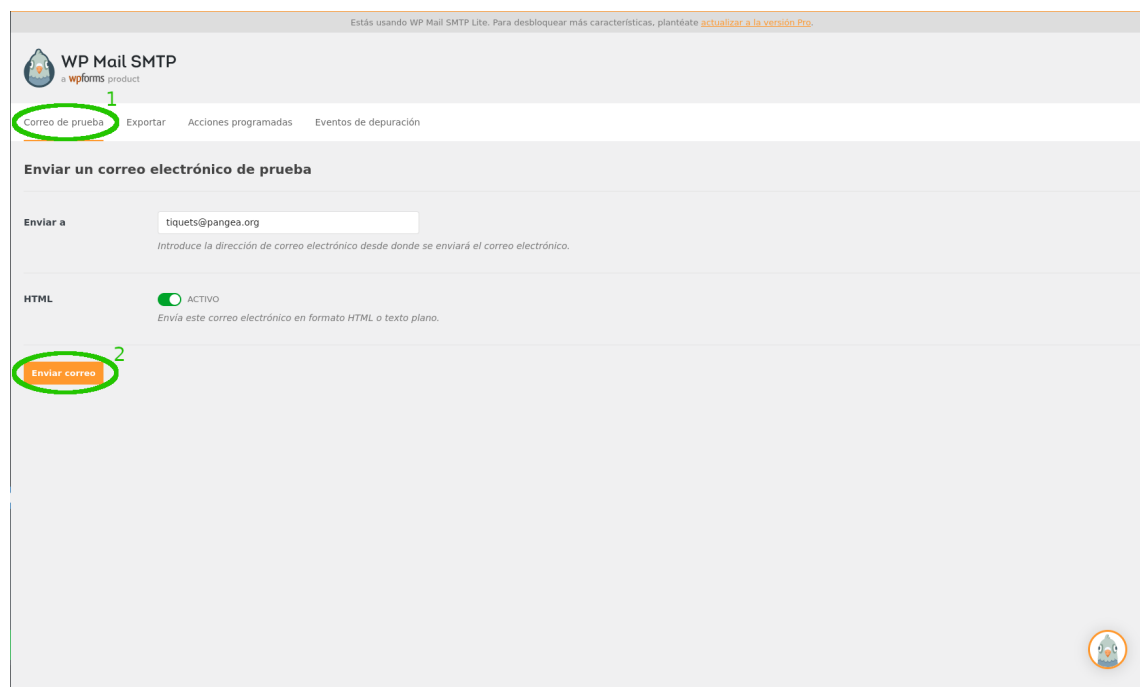 Estás usando WP Mail SMTP Lite. Para desbloquear más características, plantéate actualizar a la versión Pro.
WP Mail SMTP
a wpforms product
1
Correo de prueba Exportar Acciones programadas Eventos de depuración
Enviar un correo electrónico de prueba
Enviar a tiquets@pangea.org
Introduce la dirección de correo electrónico desde donde se enviará el correo electrónico.
HTML ACTIVO
Envía este correo electrónico en formato HTML o texto plano.
2
Enviar correo